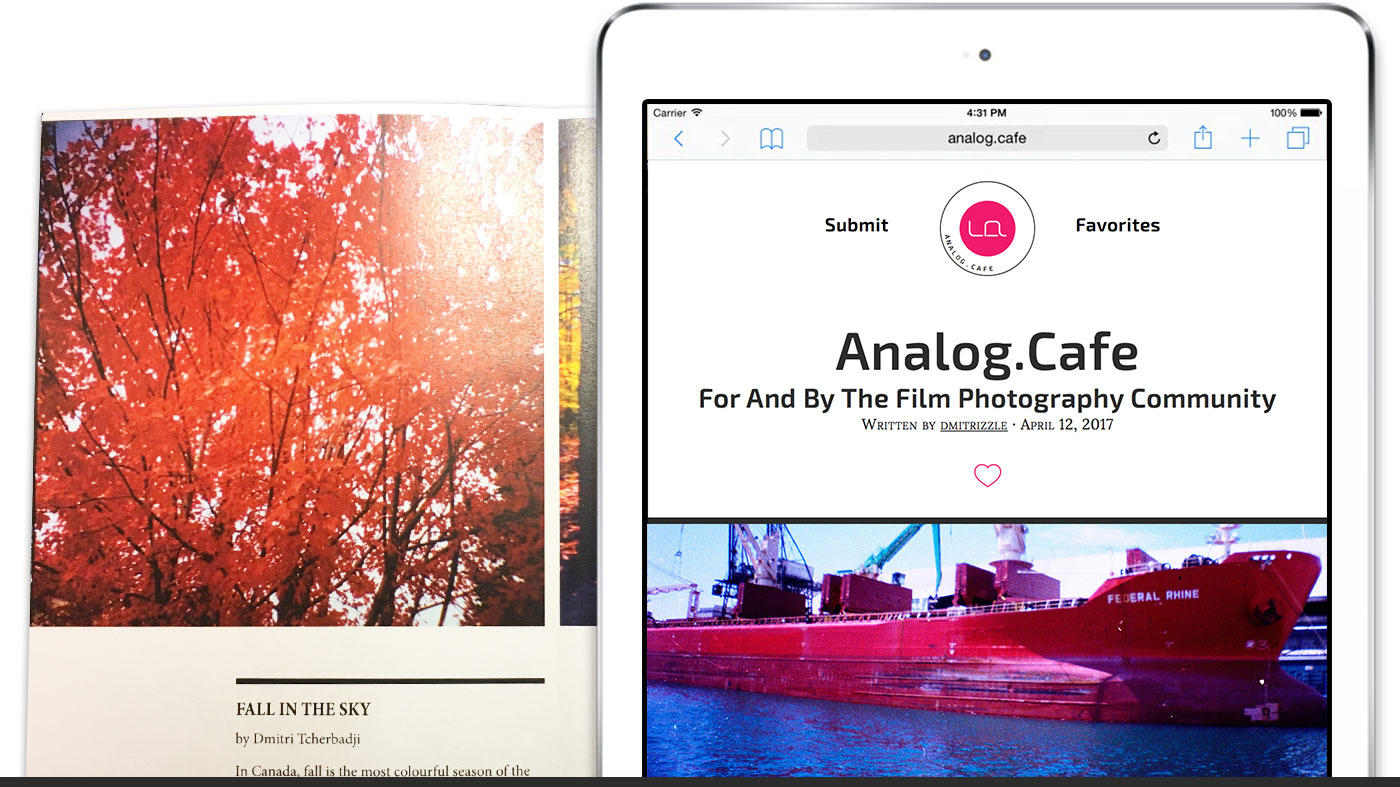 FALL IN THE SKY
by Dmitri Tcherbadji
In Canada, fall is the most colourful season of the
Carrier 4:31 PM 100%
analog.cafe
Submit
ANALOG.CAFE
Favorites
Analog.Cafe
For And By The Film Photography Community
Written by dmitrizzle · April 12, 2017
FEDERAL RHINE